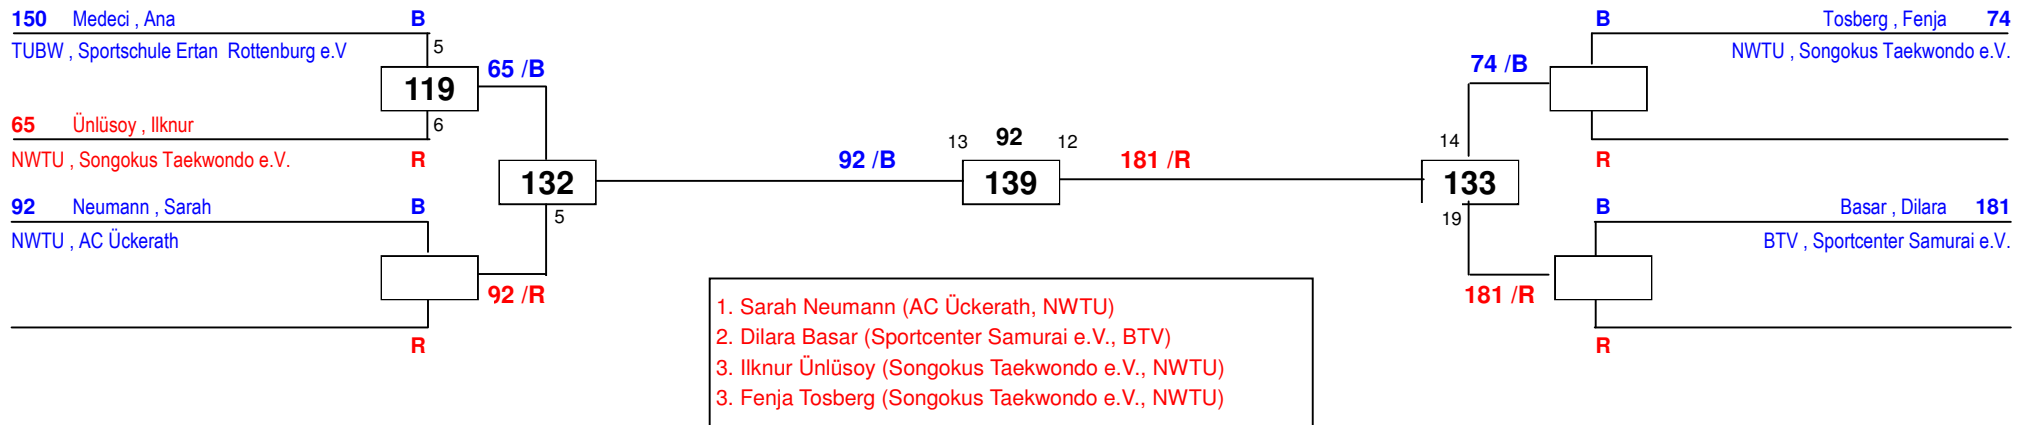 150 Medeci , Ana B
TUBW , Sportschule Ertan Rottenburg e.V
5
119
65 /B
6
65 Ünlüsoy , Ilknur
NWTU , Songokus Taekwondo e.V. R
132
5
92 Neumann , Sarah B
NWTU , AC Ückerath
92 /R
R
92 /B
13 92 12
139
181 /R
B Tosberg , Fenja 74
NWTU , Songokus Taekwondo e.V.
74 /B
R
14
133
19
B Basar , Dilara 181
BTV , Sportcenter Samurai e.V.
181 /R
R
1. Sarah Neumann (AC Ückerath, NWTU)
2. Dilara Basar (Sportcenter Samurai e.V., BTV)
3. Ilknur Ünlüsoy (Songokus Taekwondo e.V., NWTU)
3. Fenja Tosberg (Songokus Taekwondo e.V., NWTU)